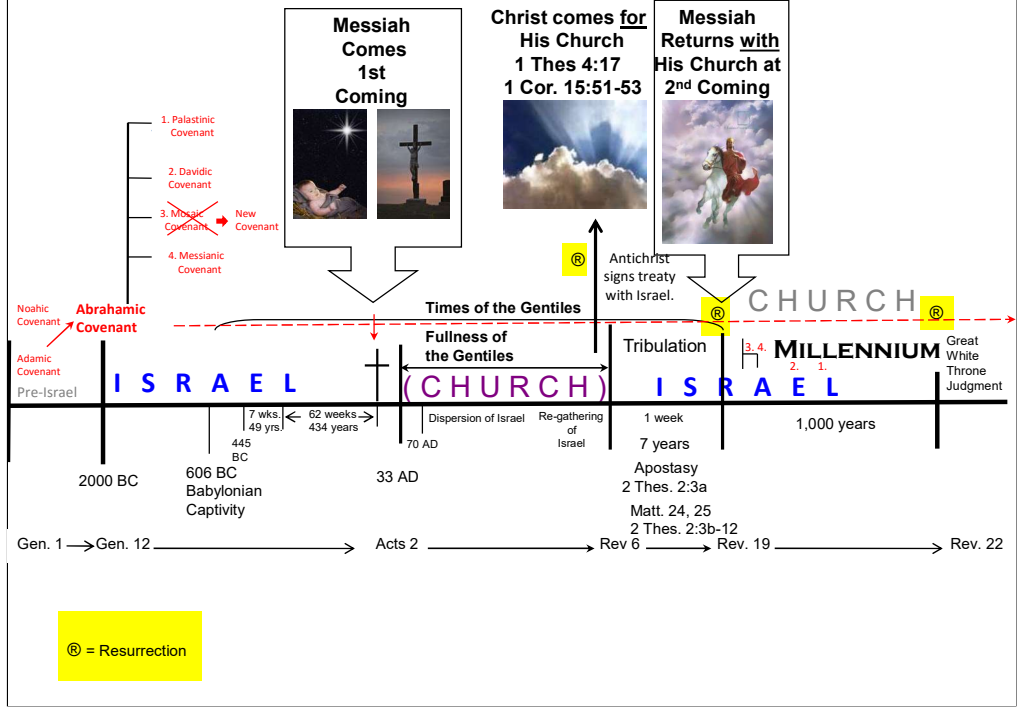 Messiah
Comes
1st
Coming
Christ comes for
His Church
1 Thes 4:17
1 Cor. 15:51-53
Messiah
Returns with
His Church at
2nd Coming
1. Palastinic
Covenant
2. Davidic
Covenant
3. Mosaic
Covenant
New
Covenant
4. Messianic
Covenant
Noahic
Covenant
Abrahamic
Covenant
Adamic
Covenant
Pre-Israel
®
Antichrist
signs treaty
with Israel.
Times of the Gentiles
®
CHURCH
®
Fullness of
the Gentiles
Tribulation
3. 4.
MILLENNIUM
2. 1.
Great
White
Throne
Judgment
ISRAEL
(CHURCH)
ISRAEL
7 wks.
49 yrs.
62 weeks
434 years
Dispersion of Israel
Re-gathering
of
Israel
1 week
7 years
1,000 years
445
BC
70 AD
2000 BC
606 BC
Babylonian
Captivity
33 AD
Apostasy
2 Thes. 2:3a
Matt. 24, 25
2 Thes. 2:3b-12
Gen. 1
Gen. 12
Acts 2
Rev 6
Rev. 19
Rev. 22
® = Resurrection